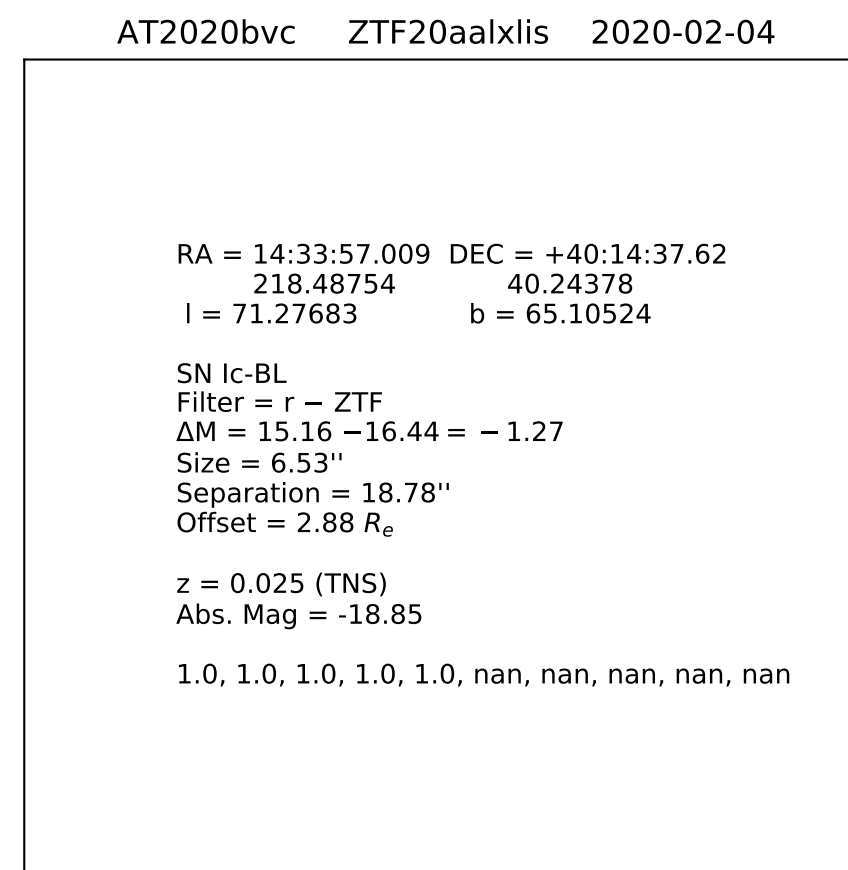 AT2020bvc ZTF20aalxlis 2020-02-04
RA = 14:33:57.009 DEC = +40:14:37.62
218.48754 40.24378
l = 71.27683 b = 65.10524
SN Ic-BL
Filter = r − ZTF
ΔM = 15.16 −16.44 = − 1.27
Size = 6.53''
Separation = 18.78''
Offset = 2.88 Rₑ
z = 0.025 (TNS)
Abs. Mag = -18.85
1.0, 1.0, 1.0, 1.0, 1.0, nan, nan, nan, nan, nan